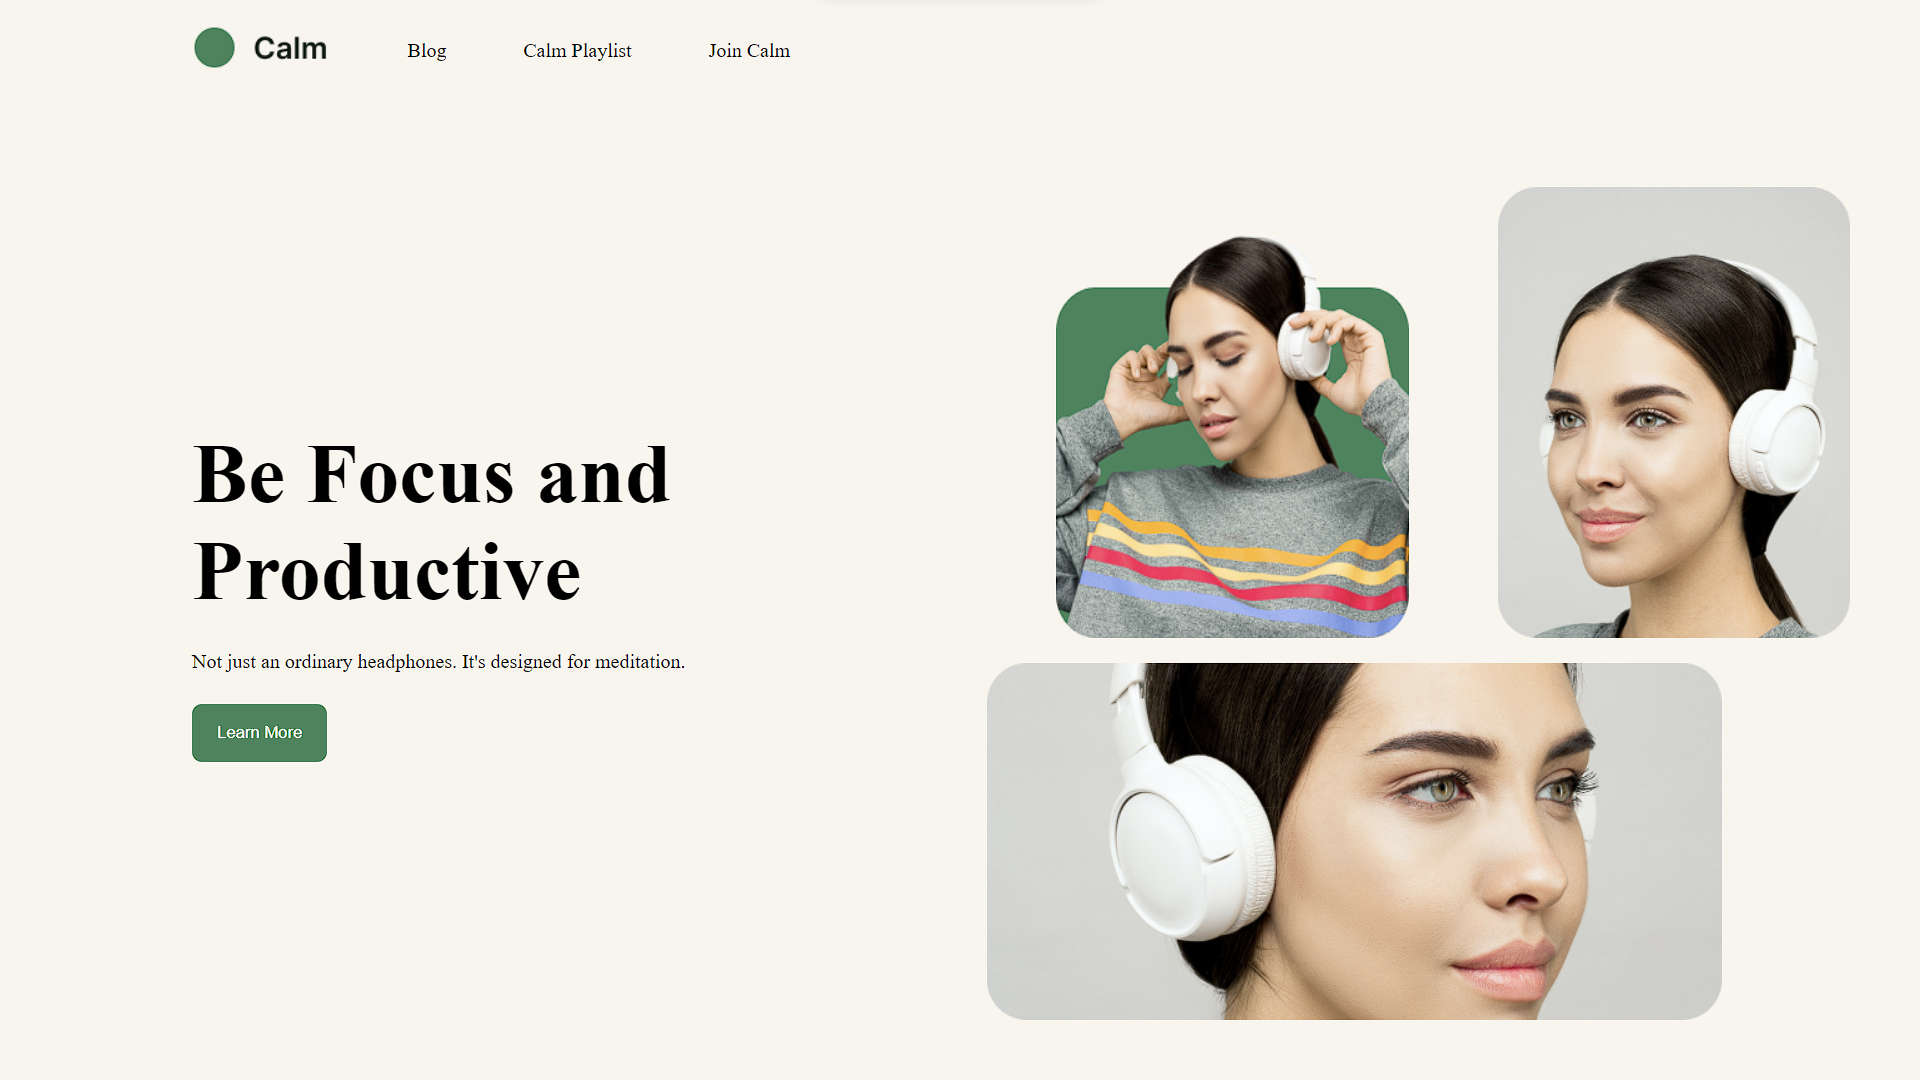 Calm
Blog
Calm Playlist
Join Calm
Be Focus and
Productive
Not just an ordinary headphones. It's designed for meditation.
Learn More